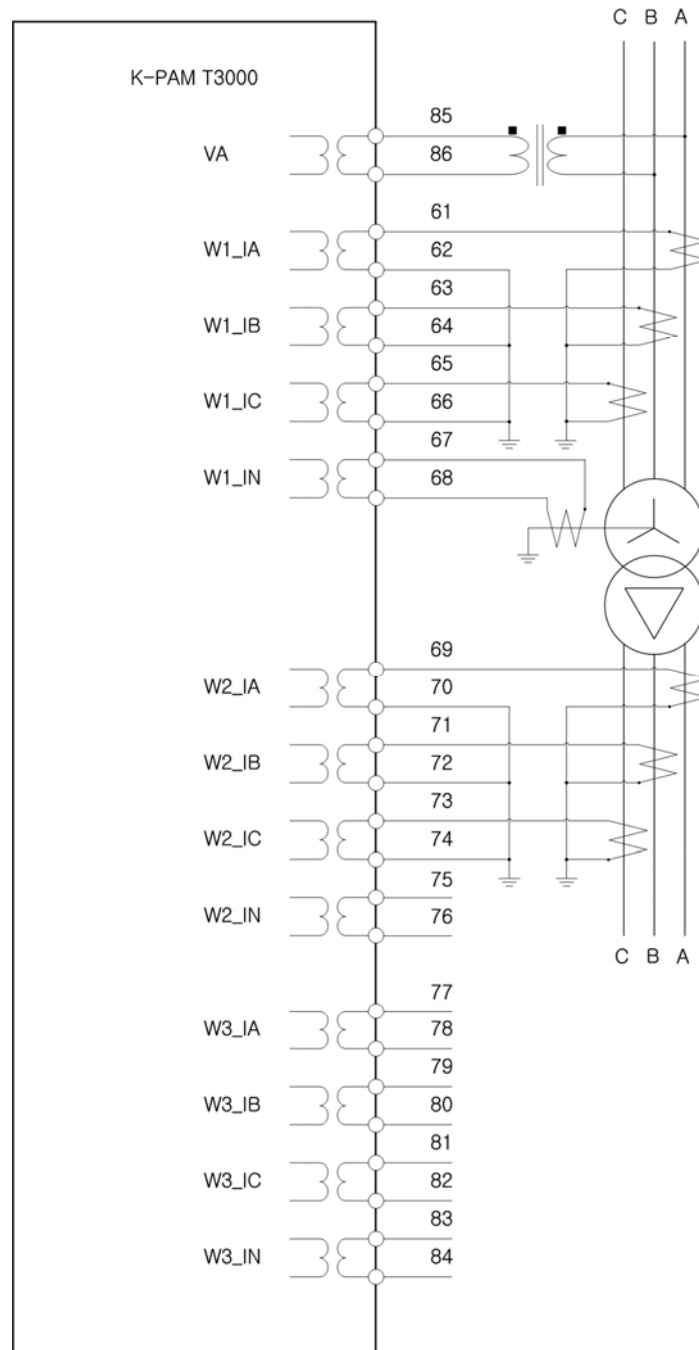 C B A
K-PAM T3000
85
VA
86
61
W1_IA
62
63
W1_IB
64
65
W1_IC
66
67
W1_IN
68
69
W2_IA
70
71
W2_IB
72
73
W2_IC
74
75
W2_IN
76
C B A
77
W3_IA
78
79
W3_IB
80
81
W3_IC
82
83
W3_IN
84